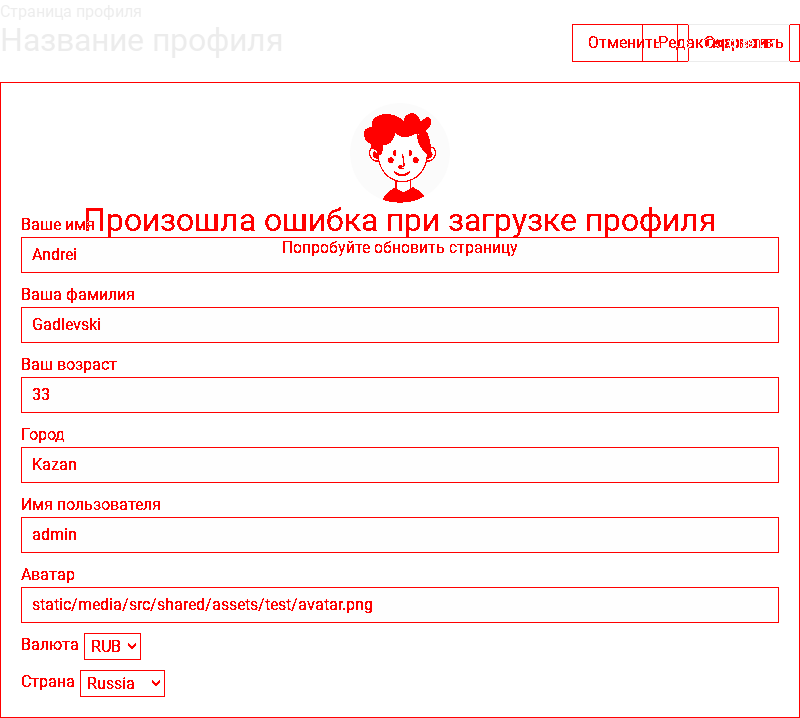 Страница профиля
Название профиля
Отменить
Произошла ошибка при загрузке профиля
Попробуйте обновить страницу
Ваше имя
Andrei
Ваша фамилия
Gadlevski
Ваш возраст
33
Город
Kazan
Имя пользователя
admin
Аватар
static/media/src/shared/assets/test/avatar.png
Валюта RUB
Страна Russia